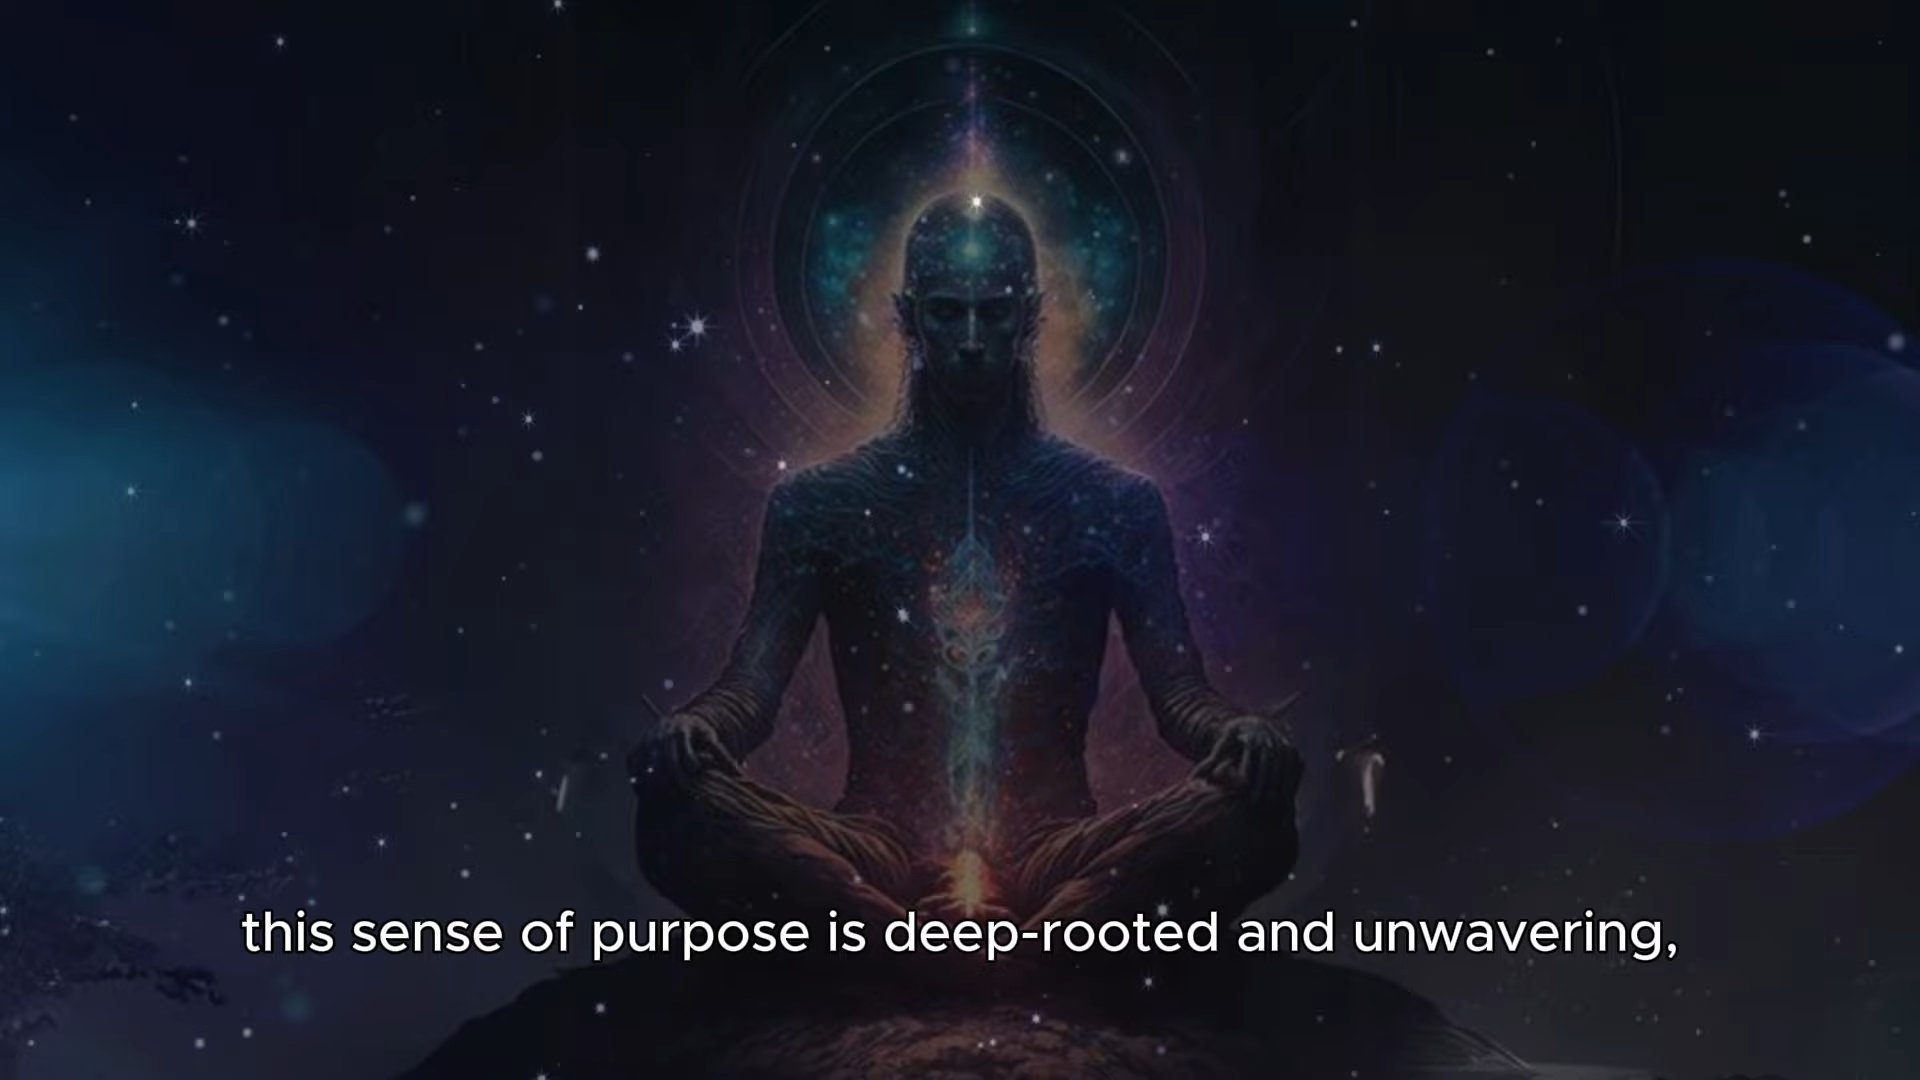 this sense of purpose is deep-rooted and unwavering,